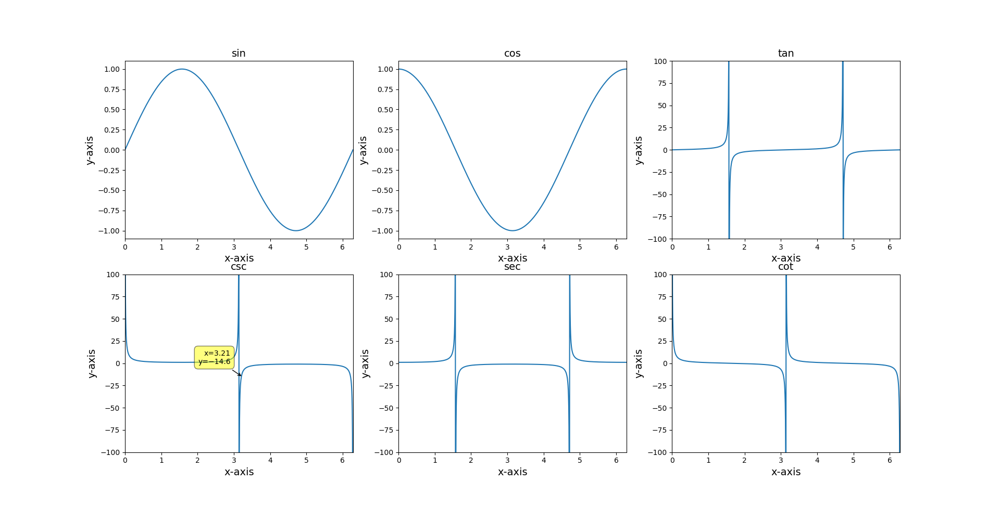 sin
1.00
0.75
0.50
0.25
0.00
−0.25
−0.50
−0.75
−1.00
y-axis
0 1 2 3 4 5 6
x-axis
cos
1.00
0.75
0.50
0.25
0.00
−0.25
−0.50
−0.75
−1.00
y-axis
0 1 2 3 4 5 6
x-axis
tan
100
75
50
25
0
−25
−50
−75
−100
y-axis
0 1 2 3 4 5 6
x-axis
csc
100
75
50
25
0
−25
−50
−75
−100
y-axis
x=3.21
y=−14.6
0 1 2 3 4 5 6
x-axis
sec
100
75
50
25
0
−25
−50
−75
−100
y-axis
0 1 2 3 4 5 6
x-axis
cot
100
75
50
25
0
−25
−50
−75
−100
y-axis
0 1 2 3 4 5 6
x-axis